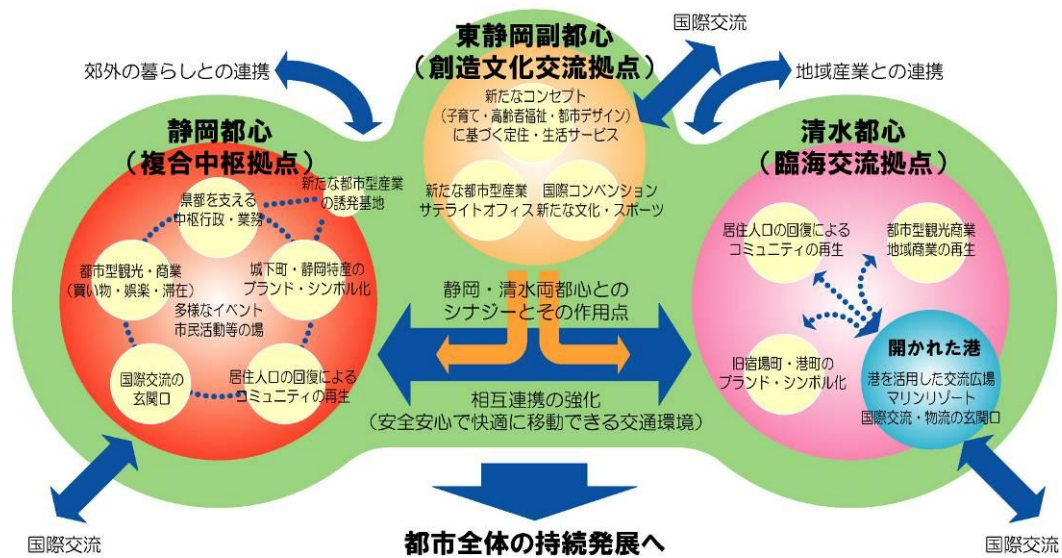 東静岡副都心
（創造文化交流拠点）
国際交流
郊外の暮らしとの連携
地域産業との連携
新たなコンセプト
（子育て・高齢者福祉・都市デザイン）
に基づく定住・生活サービス
新たな都市型産業
サテライトオフィス
国際コンベンション
新たな文化・スポーツ
静岡都心
（複合中枢拠点）
県都を支える
中枢行政・業務
新たな都市型産業
の誘発基地
都市型観光・商業
（買い物・娯楽・滞在）
城下町・静岡特産の
ブランド・シンボル化
多様なイベント
市民活動等の場
国際交流の
玄関口
居住人口の回復による
コミュニティの再生
国際交流
静岡・清水両都心との
シナジーとその作用点
相互連携の強化
（安全安心で快適に移動できる交通環境）
清水都心
（臨海交流拠点）
居住人口の回復による
コミュニティの再生
都市型観光商業
地域商業の再生
旧宿場町・港町の
ブランド・シンボル化
開かれた港
港を活用した交流広場
マリンリゾート
国際交流・物流の玄関口
国際交流
都市全体の持続発展へ